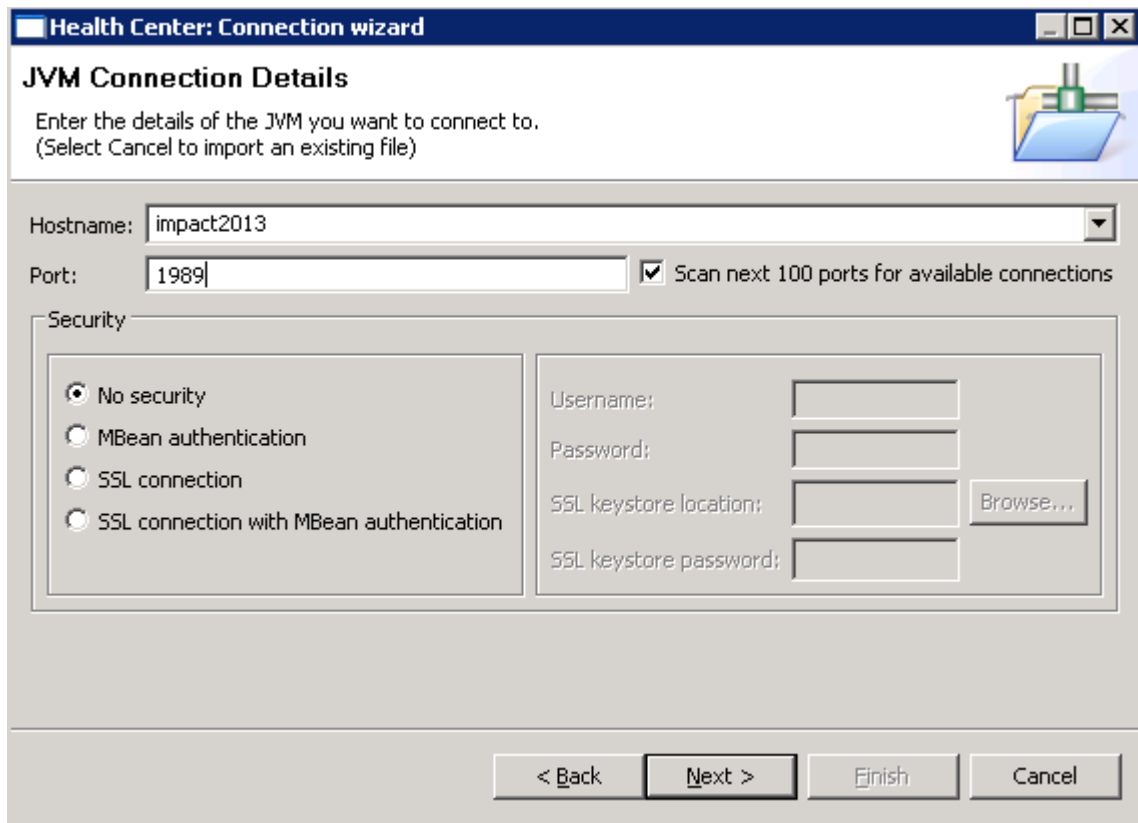 Health Center: Connection wizard
JVM Connection Details
Enter the details of the JVM you want to connect to.
(Select Cancel to import an existing file)
Hostname: impact2013
Port: 1989 Scan next 100 ports for available connections
Security
No security
MBean authentication
SSL connection
SSL connection with MBean authentication
Username:
Password:
SSL keystore location: Browse...
SSL keystore password:
< Back Next > Finish Cancel